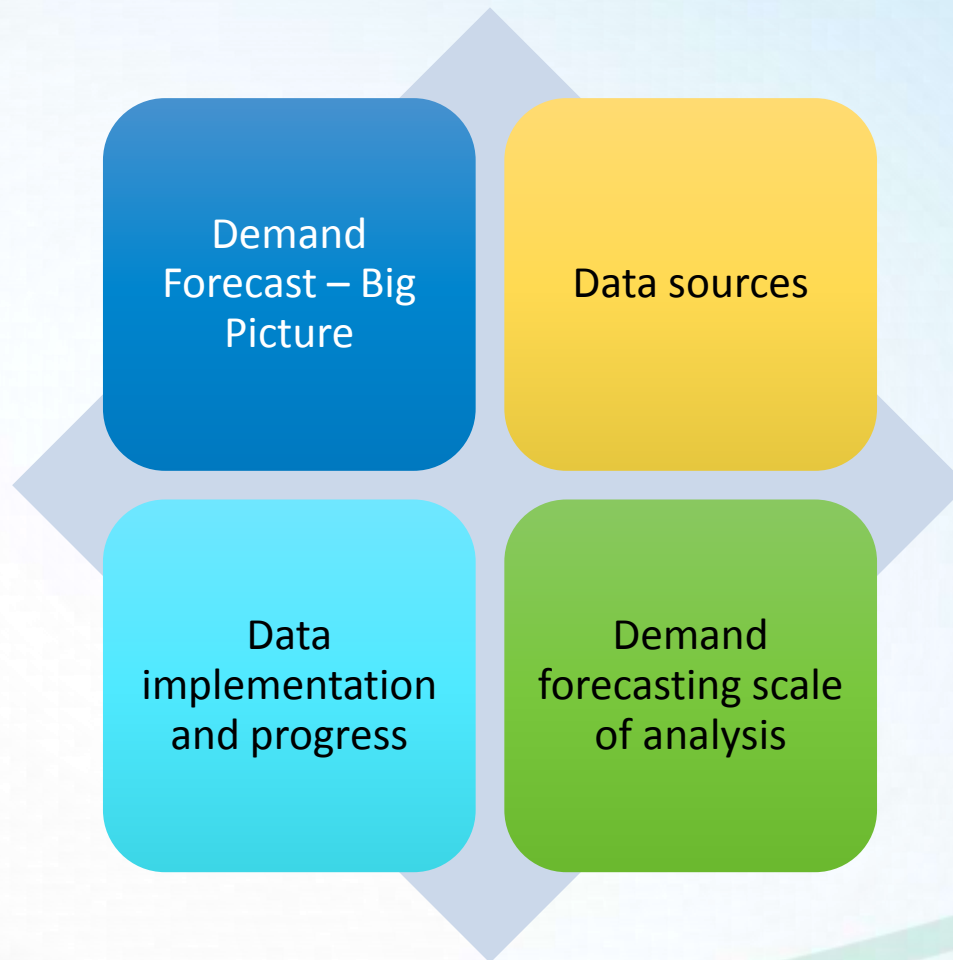 Demand
Forecast – Big
Picture
Data sources
Data
implementation
and progress
Demand
forecasting scale
of analysis